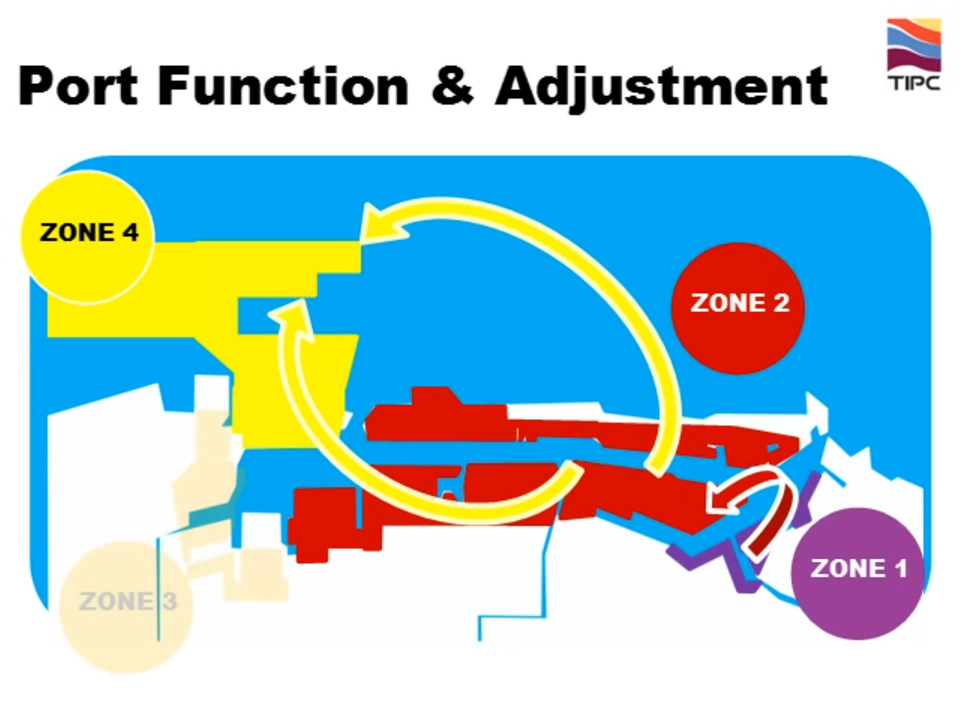 Port Function & Adjustment
TIPC
ZONE 4
ZONE 2
ZONE 1
ZONE 3